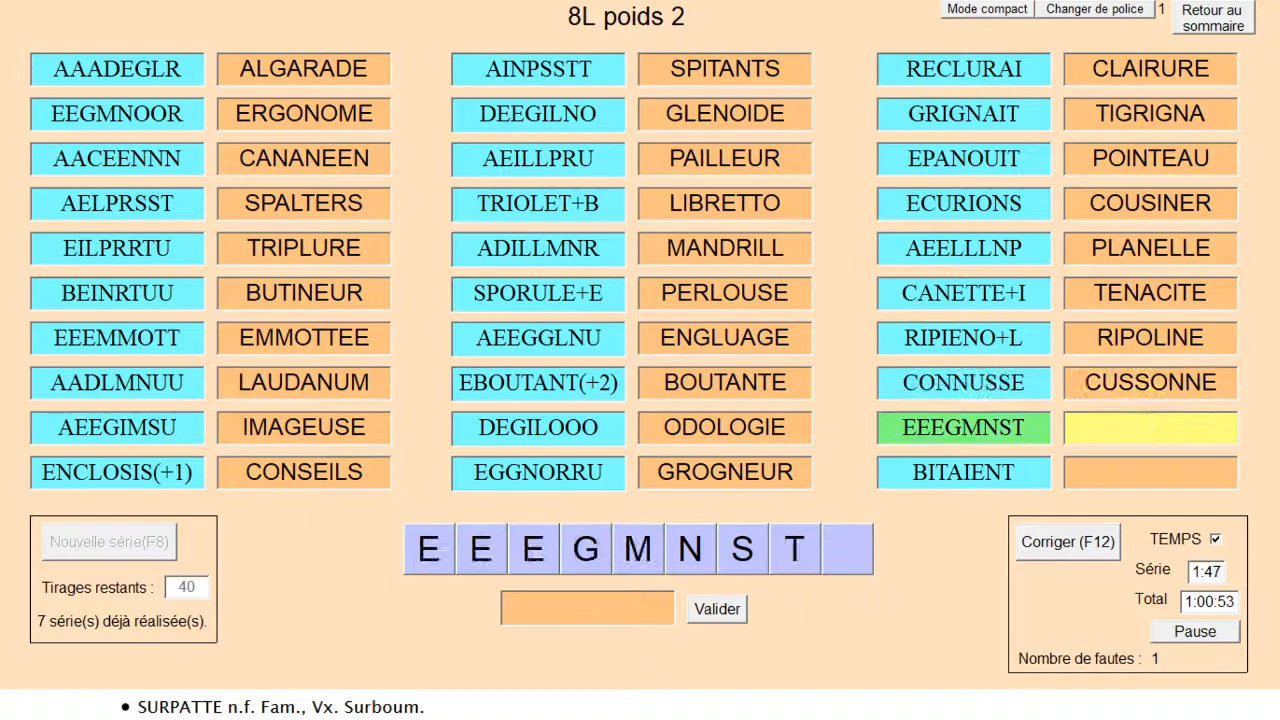 8L poids 2
Mode compact
Changer de police
1
Retour au
sommaire
AAADEGLR ALGARADE
EEGMNOOR ERGONOME
AACEENNN CANANEEN
AELPRSST SPALTERS
EILPRRTU TRIPLURE
BEINRTUU BUTINEUR
EEEMMOTT EMMOTTEE
AADLMNUU LAUDANUM
AEEGIMSU IMAGEUSE
ENCLOSIS(+1) CONSEILS
AINPSSTT SPITANTS
DEEGILNO GLENOIDE
AEILLPRU PAILLEUR
TRIOLET+B LIBRETTO
ADILLMNR MANDRILL
SPORULE+E PERLOUSE
AEEGGLNU ENGLUAGE
EBOUTANT(+2) BOUTANTE
DEGILOOO ODOLOGIE
EGGNORRU GROGNEUR
RECLURAI CLAIRURE
GRIGNAIT TIGRIGNA
EPANOUIT POINTEAU
ECURIONS COUSINER
AEELLLNP PLANELLE
CANETTE+I TENACITE
RIPIENO+L RIPOLINE
CONNUSSE CUSSONNE
EEEGMNST
BITAIENT
Nouvelle série(F8)
Tirages restants : 40
7 série(s) déjà réalisée(s).
E E E G M N S T
Valider
Corriger (F12)
TEMPS
Série 1:47
Total 1:00:53
Pause
Nombre de fautes : 1
• SURPATTE n.f. Fam., Vx. Surboum.